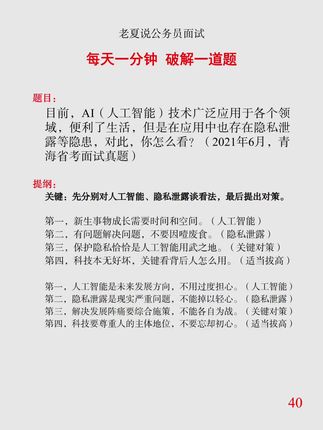 老夏说公务员面试
每天一分钟 破解一道题
题目：
目前，AI（人工智能）技术广泛应用于各个领
域，便利了生活，但是在应用中也存在隐私泄
露等隐患，对此，你怎么看？（2021年6月，青
海省考面试真题）
提纲：
关键：先分别对人工智能、隐私泄露谈看法，最后提出对策。
第一，新生事物成长需要时间和空间。（人工智能）
第二，有问题解决问题，不要因噎废食。（隐私泄露）
第三，保护隐私恰恰是人工智能用武之地。（关键对策）
第四，科技本无好坏，关键看背后人怎么用。（适当拔高）
第一，人工智能是未来发展方向，不用过度担心。（人工智能）
第二，隐私泄露是现实严重问题，不能掉以轻心。（隐私泄露）
第三，解决发展阵痛要综合施策，不能各自为战。（关键对策）
第四，科技要尊重人的主体地位，不要忘却初心。（适当拔高）
40